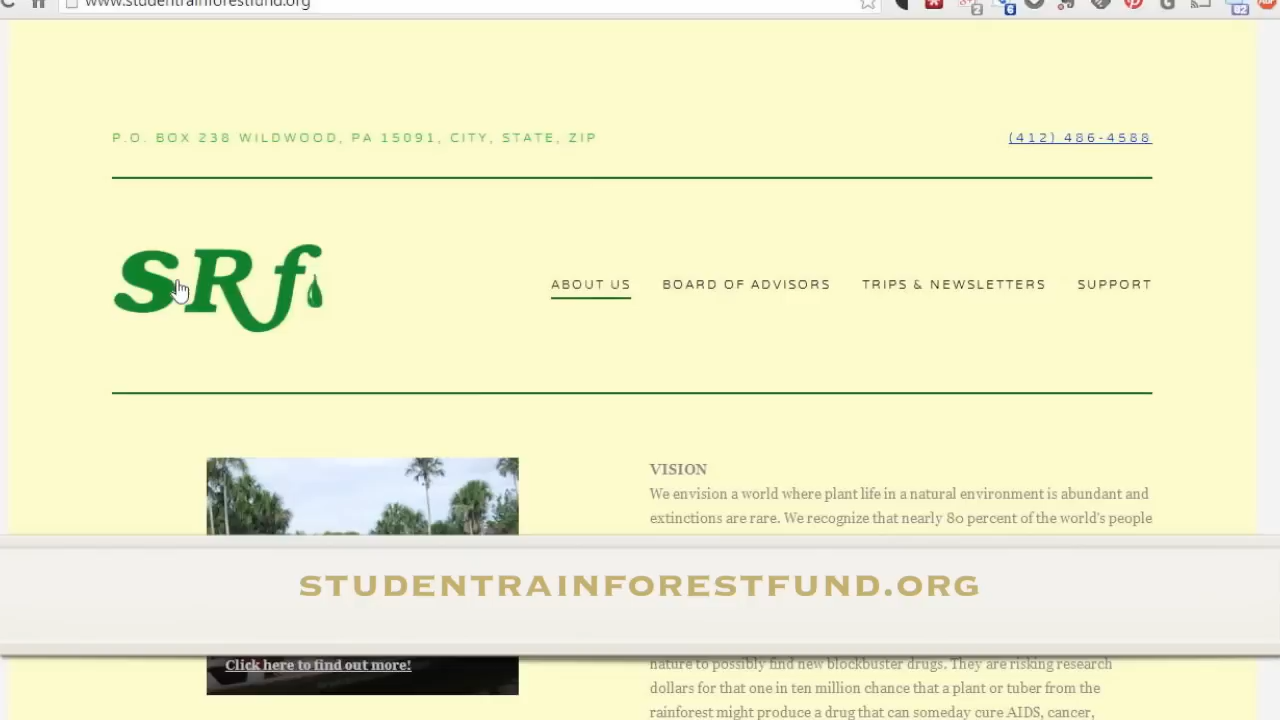 www.studentrainforestfund.org
2
6
62
P.O. BOX 238 WILDWOOD, PA 15091, CITY, STATE, ZIP
(412) 486-4588
SRf
ABOUT US BOARD OF ADVISORS TRIPS & NEWSLETTERS SUPPORT
VISION
We envision a world where plant life in a natural environment is abundant and
extinctions are rare. We recognize that nearly 80 percent of the world's people
STUDENTRAINFORESTFUND.ORG
Click here to find out more!
nature to possibly find new blockbuster drugs. They are risking research
dollars for that one in ten million chance that a plant or tuber from the
rainforest might produce a drug that can someday cure AIDS, cancer,